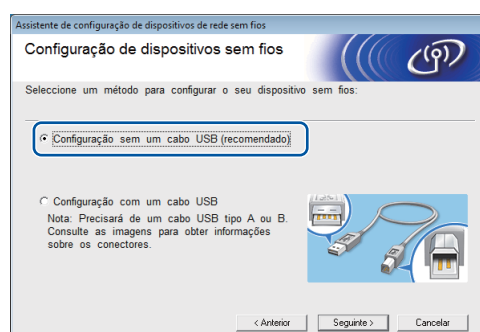 Assistente de configuração de dispositivos de rede sem fios
Configuração de dispositivos sem fios
Seleccione um método para configurar o seu dispositivo sem fios:
Configuração sem um cabo USB (recomendado)
Configuração com um cabo USB
Nota: Precisará de um cabo USB tipo A ou B.
Consulte as imagens para obter informações
sobre os conectores.
< Anterior
Seguinte >
Cancelar